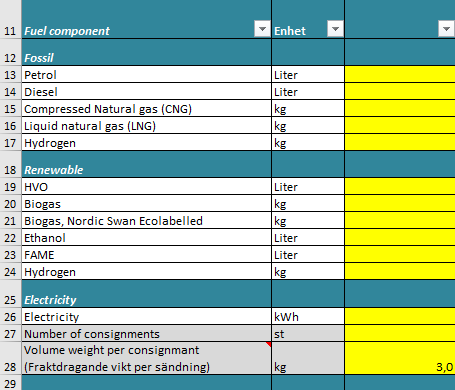 11 Fuel component Enhet
12 Fossil
13 Petrol Liter
14 Diesel Liter
15 Compressed Natural gas (CNG) kg
16 Liquid natural gas (LNG) kg
17 Hydrogen kg
18 Renewable
19 HVO Liter
20 Biogas kg
21 Biogas, Nordic Swan Ecolabelled kg
22 Ethanol Liter
23 FAME Liter
24 Hydrogen kg
25 Electricity
26 Electricity kWh
27 Number of consignments st
Volume weight per consignmant
28 (Fraktdragande vikt per sändning) kg 3,0
29